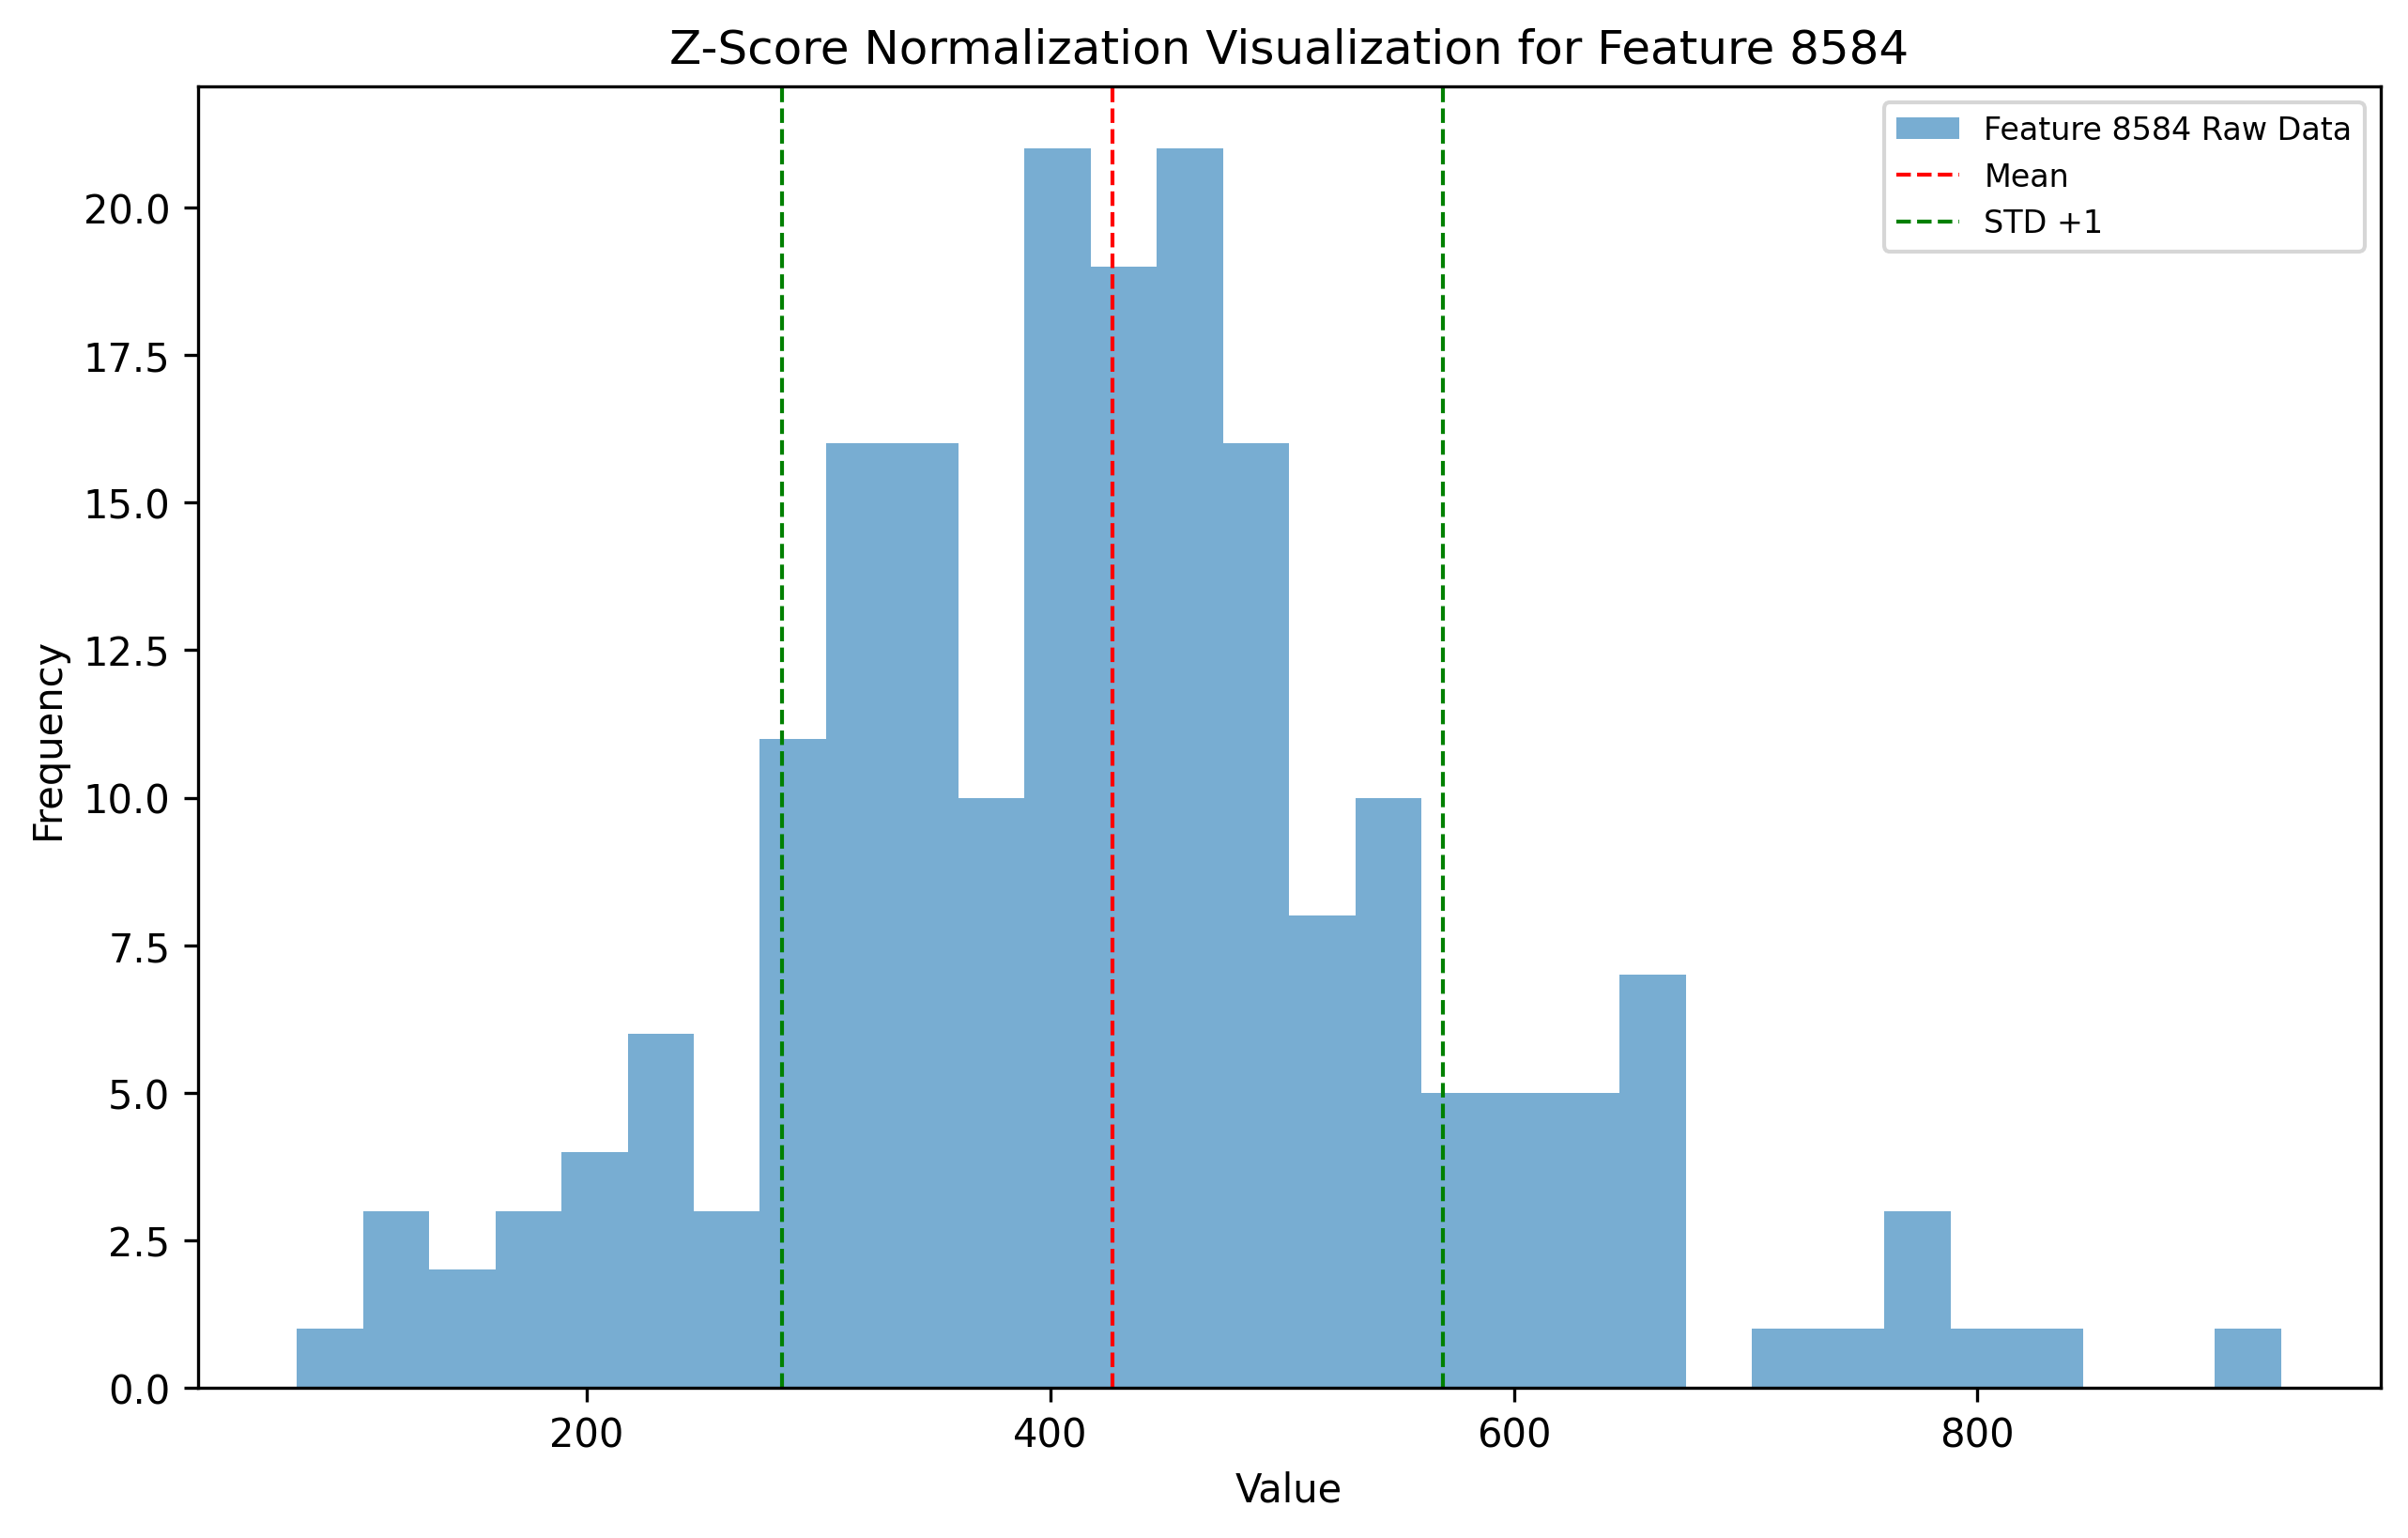 Z-Score Normalization Visualization for Feature 8584
Feature 8584 Raw Data
Mean
STD +1
Frequency
20.0
17.5
15.0
12.5
10.0
7.5
5.0
2.5
0.0
200 400 600 800
Value